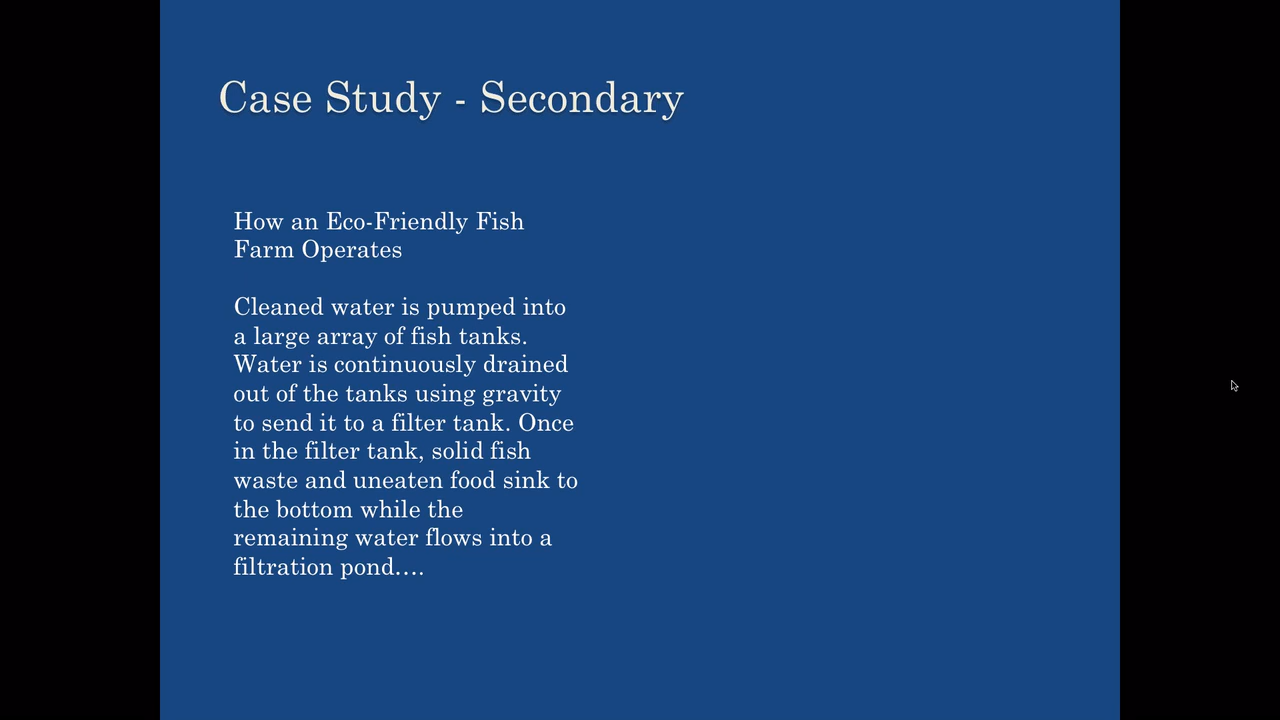 Case Study - Secondary
How an Eco-Friendly Fish
Farm Operates
Cleaned water is pumped into
a large array of fish tanks.
Water is continuously drained
out of the tanks using gravity
to send it to a filter tank. Once
in the filter tank, solid fish
waste and uneaten food sink to
the bottom while the
remaining water flows into a
filtration pond....